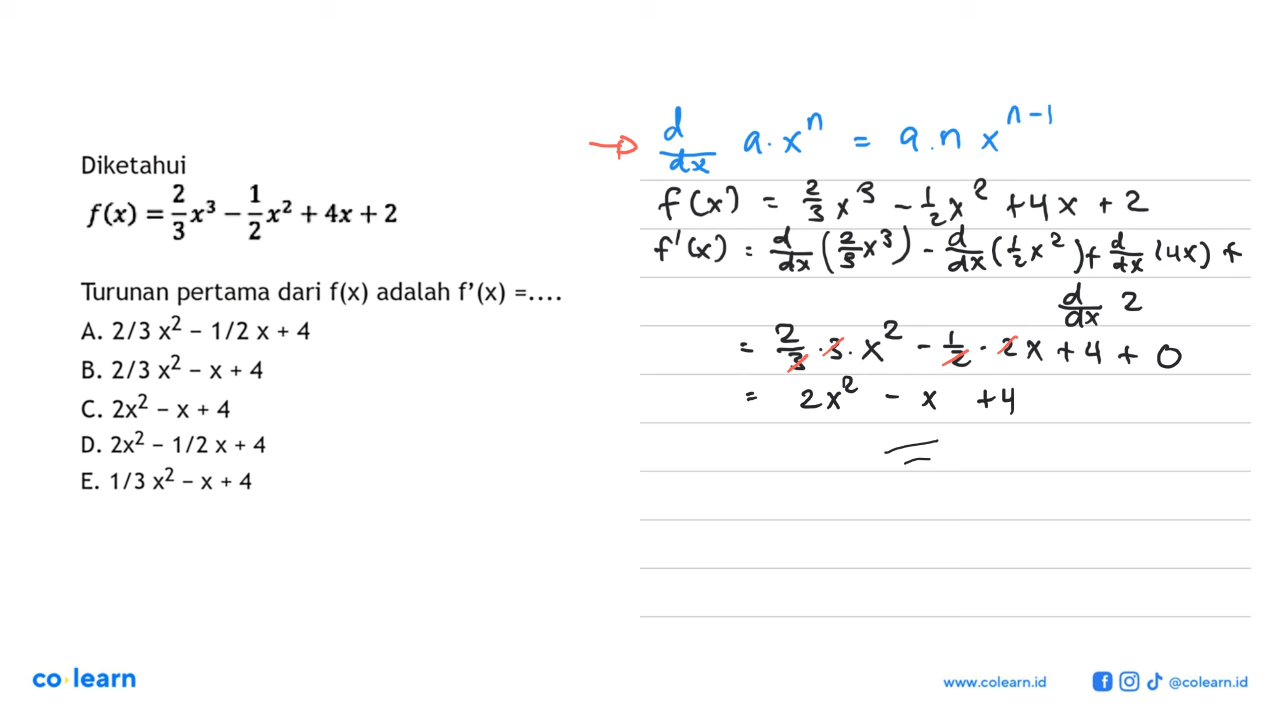 Diketahui
f(x) = 2/3 x³ − 1/2 x² + 4x + 2
Turunan pertama dari f(x) adalah f’(x) =....
A. 2/3 x² − 1/2 x + 4
B. 2/3 x² − x + 4
C. 2x² − x + 4
D. 2x² − 1/2 x + 4
E. 1/3 x² − x + 4
d/dx a · xⁿ = a . n xⁿ⁻¹
f(x) = 2/3 x³ − 1/2 x² + 4x + 2
f'(x) = d/dx (2/3 x³) − d/dx (1/2 x²) + d/dx (4x) +
d/dx 2
= 2/3 · 3 · x² − 1/2 · 2x + 4 + 0
= 2x² − x + 4
co learn
www.colearn.id
@colearn.id